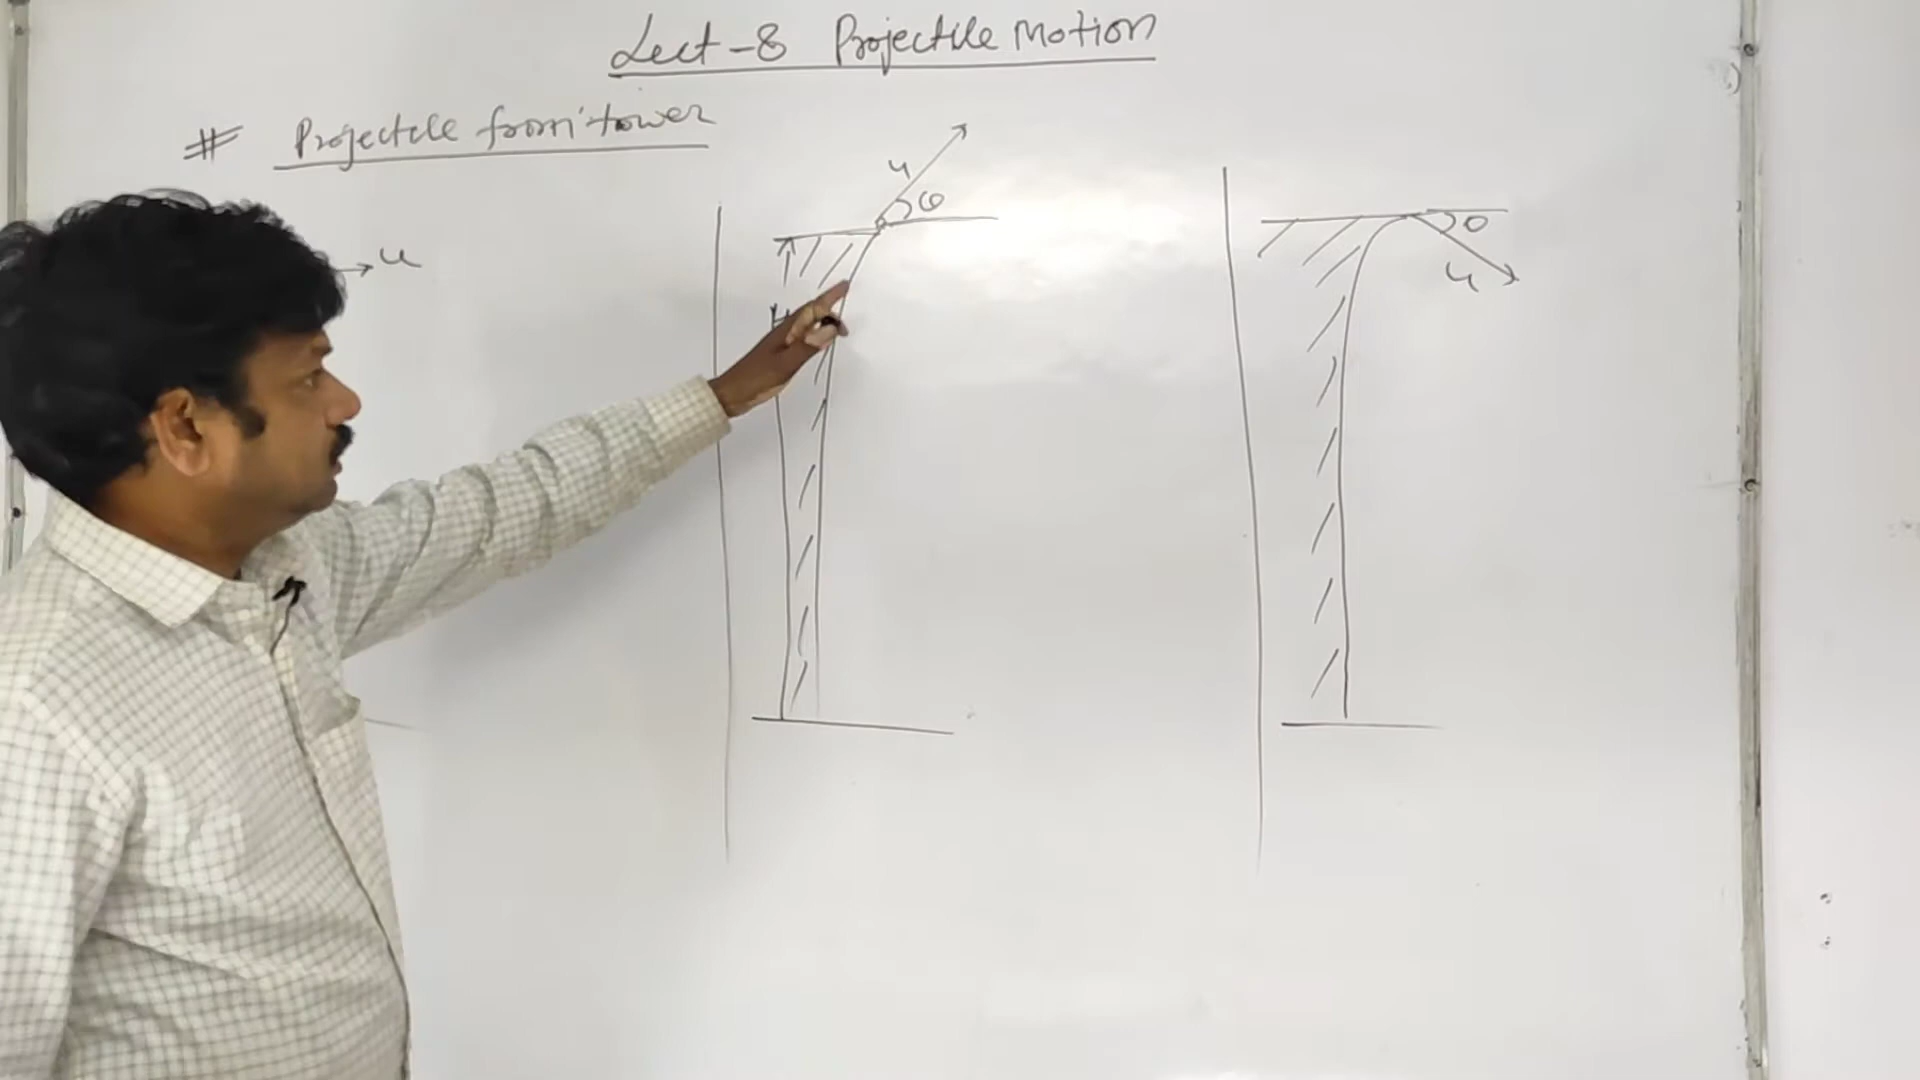 Lect-8 Projectile Motion
# Projectile from tower
u
u
θ
H
θ
u